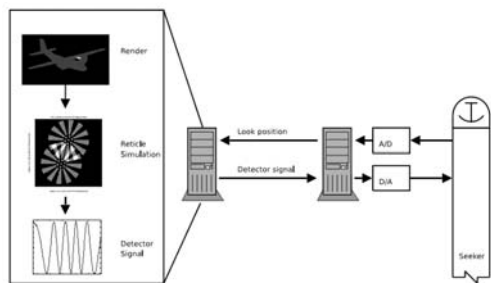 Render
Reticle
Simulation
Detector
Signal
Look position
Detector signal
A/D
D/A
Seeker